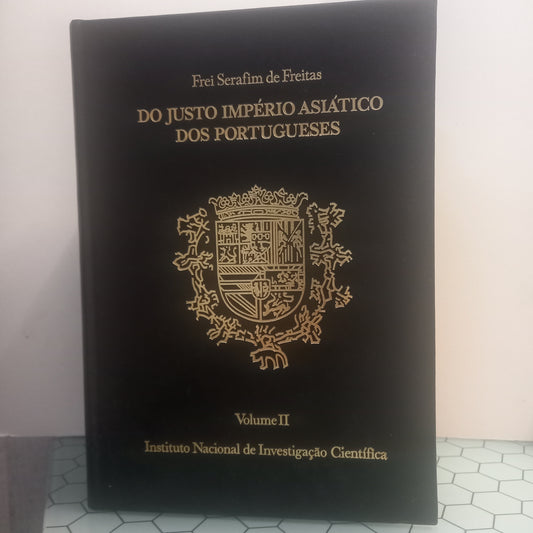 Frei Serafim de Freitas
DO JUSTO IMPÉRIO ASIÁTICO
DOS PORTUGUESES
Volume II
Instituto Nacional de Investigação Científica